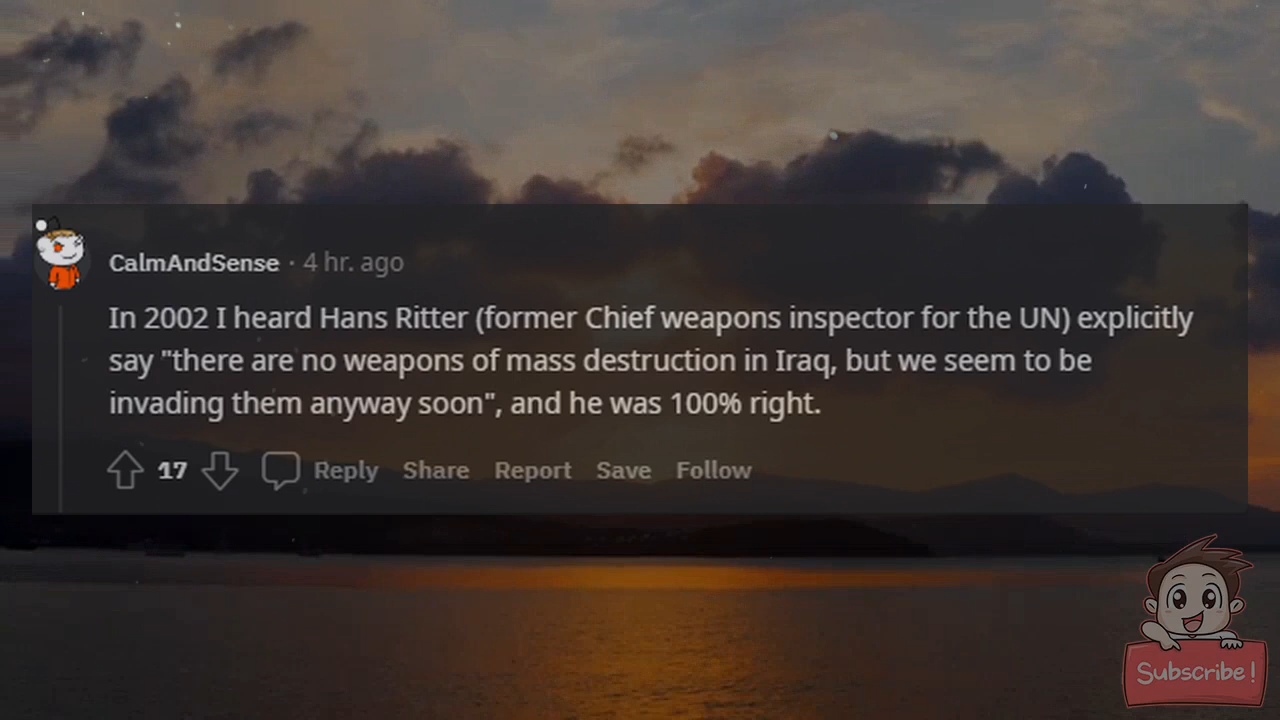 CalmAndSense · 4 hr. ago
In 2002 I heard Hans Ritter (former Chief weapons inspector for the UN) explicitly
say "there are no weapons of mass destruction in Iraq, but we seem to be
invading them anyway soon", and he was 100% right.
17 Reply Share Report Save Follow
Subscribe!